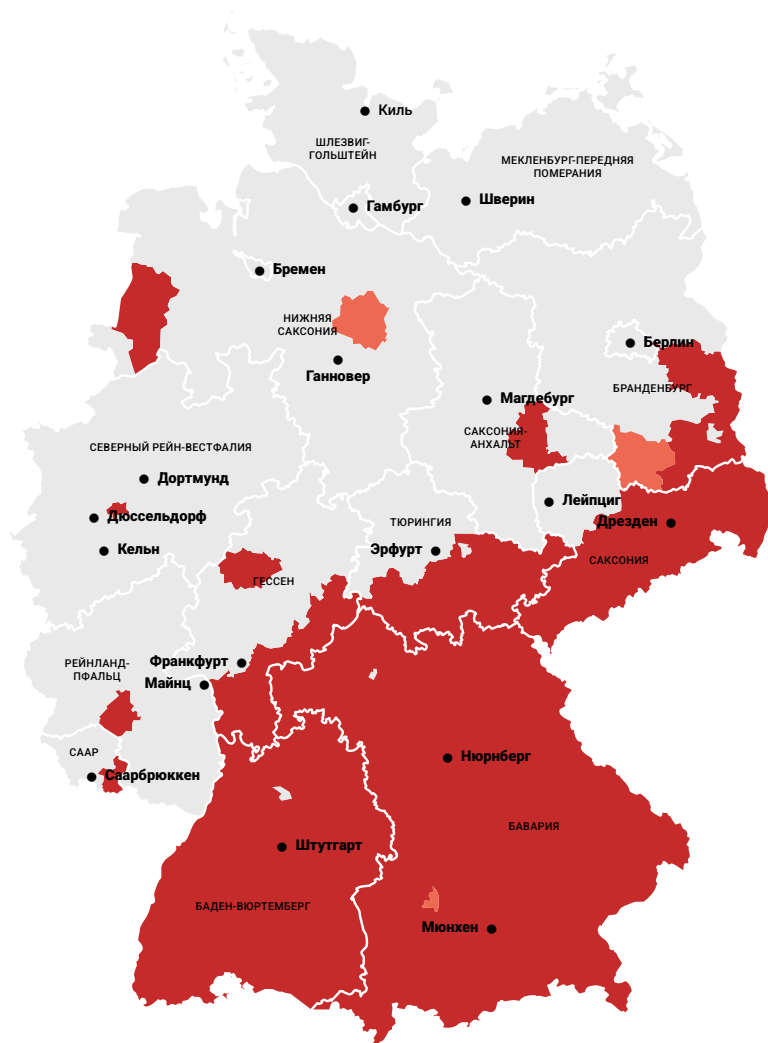 Киль
ШЛЕЗВИГ-
ГОЛЬШТЕЙН
МЕКЛЕНБУРГ-ПЕРЕДНЯЯ
ПОМЕРАНИЯ
Гамбург
Шверин
Бремен
НИЖНЯЯ
САКСОНИЯ
Берлин
Ганновер
БРАНДЕНБУРГ
Магдебург
САКСОНИЯ-
АНХАЛЬТ
СЕВЕРНЫЙ РЕЙН-ВЕСТФАЛИЯ
Дортмунд
Лейпциг
Дюссельдорф
ТЮРИНГИЯ
Дрезден
Кельн
Эрфурт
САКСОНИЯ
ГЕССЕН
РЕЙНЛАНД-
ПФАЛЬЦ
Франкфурт
Майнц
СААР
Саарбрюккен
Нюрнберг
БАВАРИЯ
Штутгарт
БАДЕН-ВЮРТЕМБЕРГ
Мюнхен